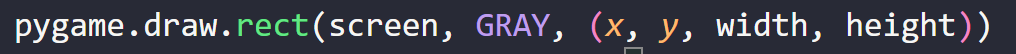 pygame.draw.rect(screen, GRAY, (x, y, width, height))